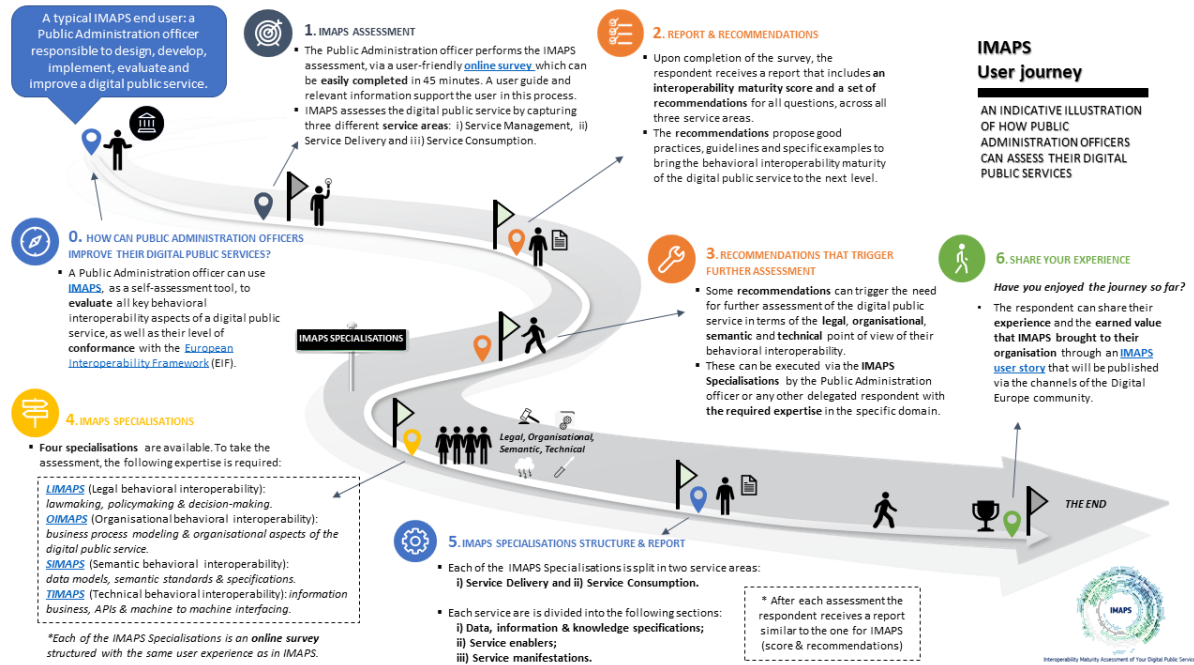 A typical IMAPS end user: a
Public Administration officer
responsible to design, develop,
implement, evaluate and
improve a digital public service.
1. IMAPS ASSESSMENT
▪ The Public Administration officer performs the IMAPS
assessment, via a user-friendly online survey which can
be easily completed in 45 minutes. A user guide and
relevant information support the user in this process.
▪ IMAPS assesses the digital public service by capturing
three different service areas: i) Service Management, ii)
Service Delivery and iii) Service Consumption.
2. REPORT & RECOMMENDATIONS
▪ Upon completion of the survey, the
respondent receives a report that includes an
interoperability maturity score and a set of
recommendations for all questions, across all
three service areas.
▪ The recommendations propose good
practices, guidelines and specific examples to
bring the behavioral interoperability maturity
of the digital public service to the next level.
IMAPS
User journey
AN INDICATIVE ILLUSTRATION
OF HOW PUBLIC
ADMINISTRATION OFFICERS
CAN ASSESS THEIR DIGITAL
PUBLIC SERVICES
0. HOW CAN PUBLIC ADMINISTRATION OFFICERS
IMPROVE THEIR DIGITAL PUBLIC SERVICES?
▪ A Public Administration officer can use
IMAPS, as a self-assessment tool, to
evaluate all key behavioral
interoperability aspects of a digital public
service, as well as their level of
conformance with the European
Interoperability Framework (EIF).
IMAPS SPECIALISATIONS
3. RECOMMENDATIONS THAT TRIGGER
FURTHER ASSESSMENT
▪ Some recommendations can trigger the need
for further assessment of the digital public
service in terms of the legal, organisational,
semantic and technical point of view of their
behavioral interoperability.
▪ These can be executed via the IMAPS
Specialisations by the Public Administration
officer or any other delegated respondent with
the required expertise in the specific domain.
6. SHARE YOUR EXPERIENCE
Have you enjoyed the journey so far?
• The respondent can share their
experience and the earned value
that IMAPS brought to their
organisation through an IMAPS
user story that will be published
via the channels of the Digital
Europe community.
4. IMAPS SPECIALISATIONS
▪ Four specialisations are available. To take the
assessment, the following expertise is required:
LIMAPS (Legal behavioral interoperability):
lawmaking, policymaking & decision-making.
OIMAPS (Organisational behavioral interoperability):
business process modeling & organisational aspects of the
digital public service.
SIMAPS (Semantic behavioral interoperability):
data models, semantic standards & specifications.
TIMAPS (Technical behavioral interoperability): information
business, APIs & machine to machine interfacing.
*Each of the IMAPS Specialisations is an online survey
structured with the same user experience as in IMAPS.
Legal, Organisational,
Semantic, Technical
THE END
5. IMAPS SPECIALISATIONS STRUCTURE & REPORT
▪ Each of the IMAPS Specialisations is split in two service areas:
i) Service Delivery and ii) Service Consumption.
▪ Each service are is divided into the following sections:
i) Data, information & knowledge specifications;
ii) Service enablers;
iii) Service manifestations.
* After each assessment the
respondent receives a report
similar to the one for IMAPS
(score & recommendations)
IMAPS
Interoperability Maturity Assessment of Your Digital Public Service